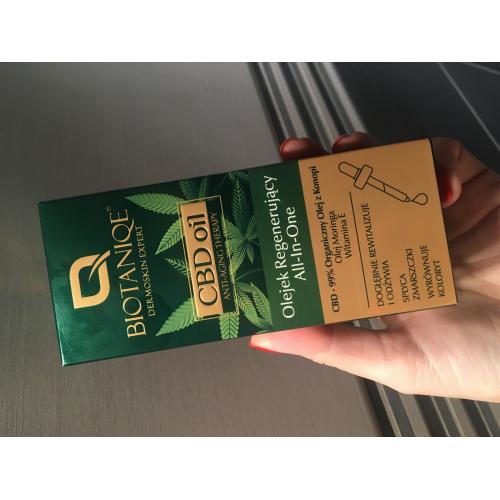 BIOTANIQE®
DERMOSKIN EXPERT
CBD oil
ANTI-AGING THERAPY
Olejek Regenerujący
All-In-One
CBD - 99% Organiczny Olej z Konopi
Olej Moringa
Witamina E
DOGŁĘBNIE REWITALIZUJE
I ODŻYWIA
SPŁYCA
ZMARSZCZKI
WYRÓWNUJE
KOLORYT